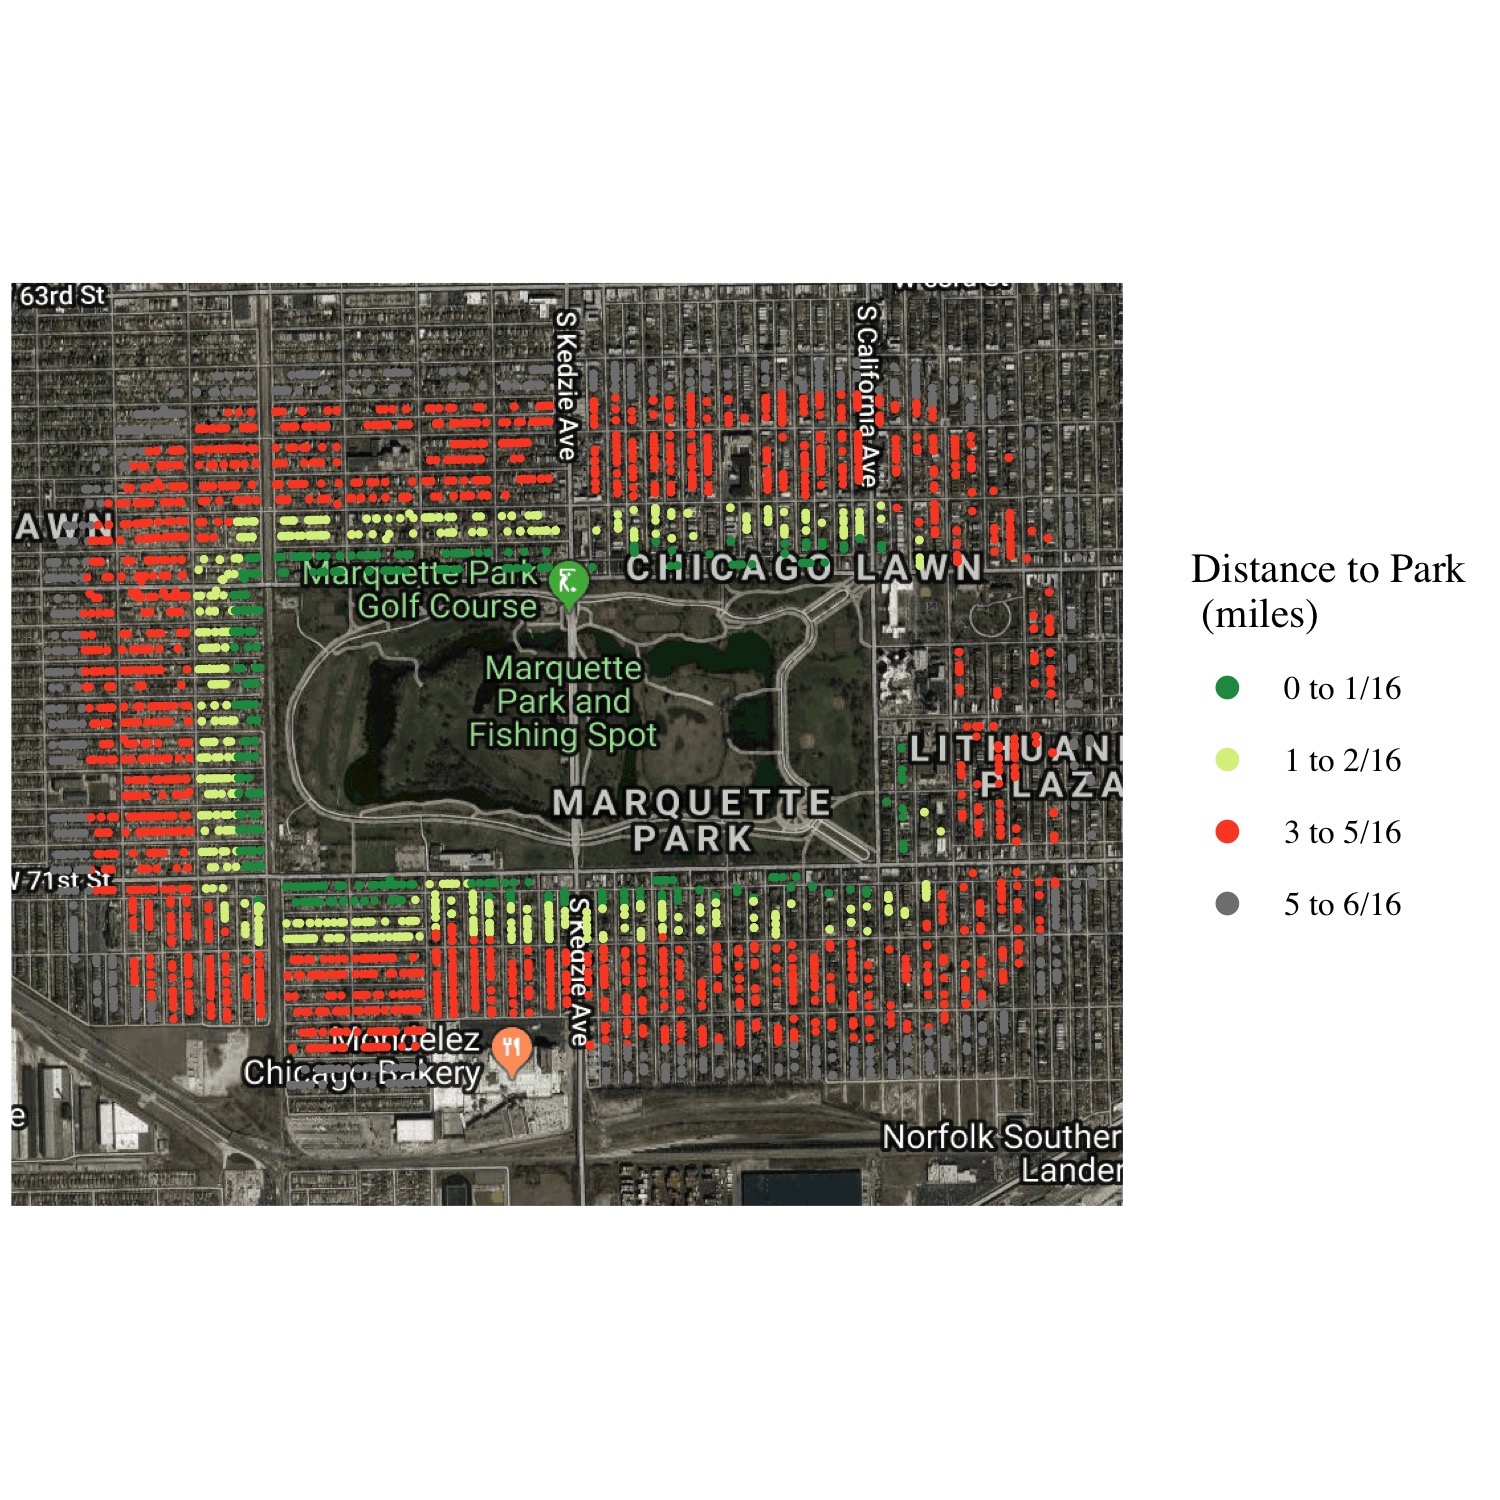 63rd St
S Kedzie Ave
S California Ave
AWN
CHICAGO LAWN
Marquette Park
Golf Course
Marquette
Park and
Fishing Spot
LITHUANI
PLAZA
MARQUETTE
PARK
W 71st St
S Kedzie Ave
Mondelez
Chicago Bakery
e
Norfolk Souther
Lander
Distance to Park
(miles)
0 to 1/16
1 to 2/16
3 to 5/16
5 to 6/16